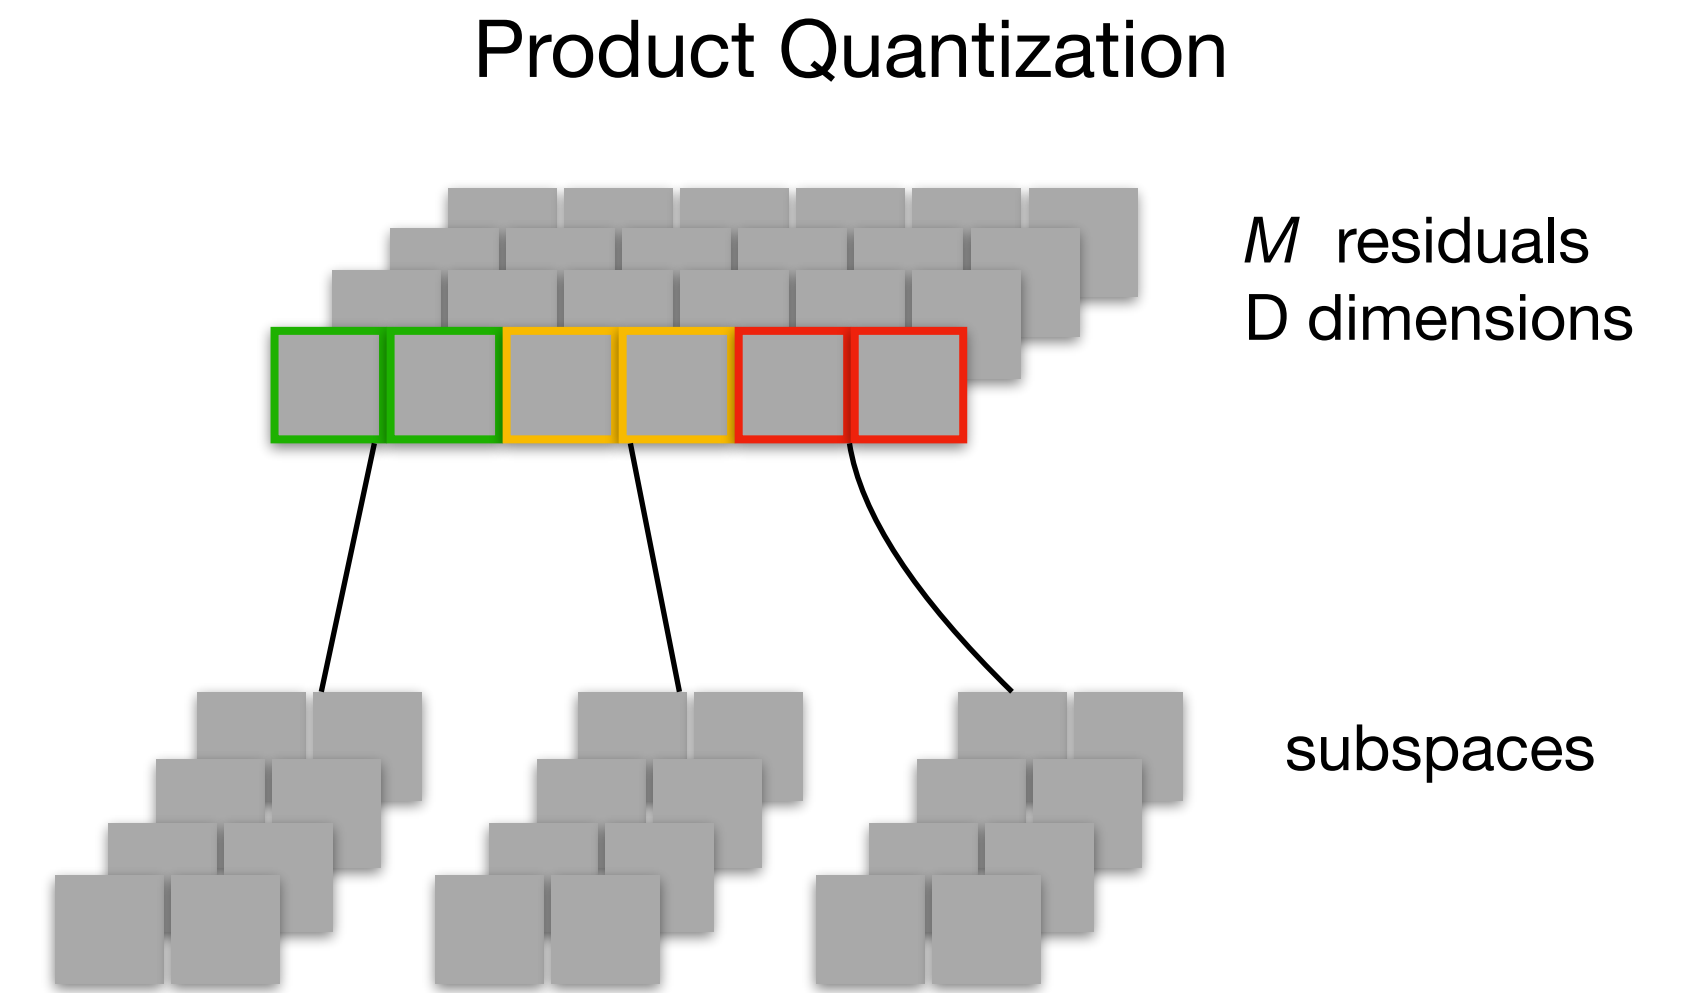 Product Quantization
M residuals
D dimensions
subspaces